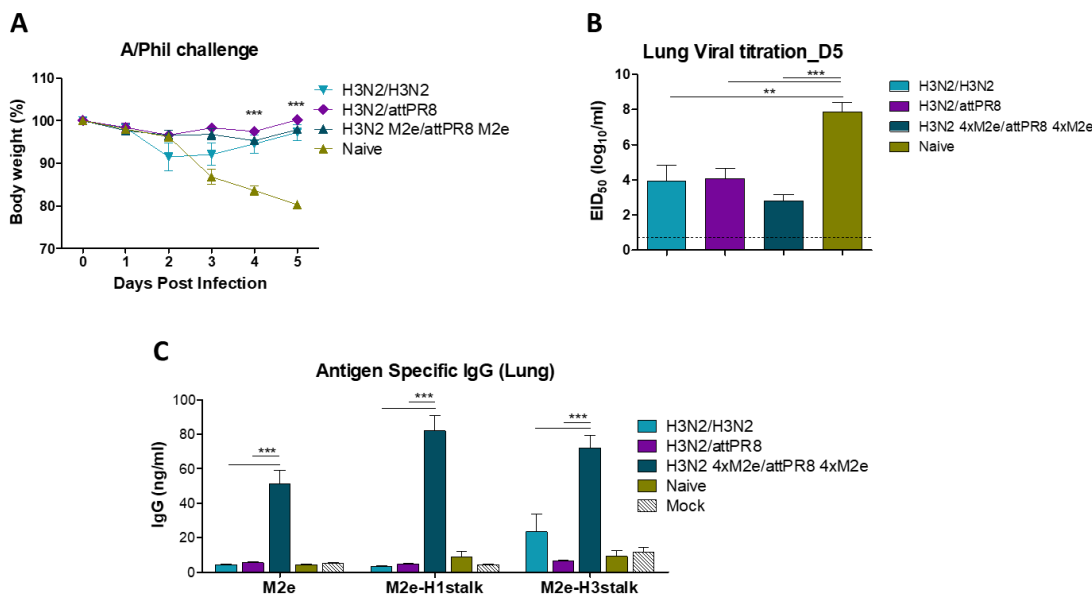 A
A/Phil challenge
Body weight (%)
110
100
90
80
70
0 1 2 3 4 5
Days Post Infection
*** ***
H3N2/H3N2
H3N2/attPR8
H3N2 M2e/attPR8 M2e
Naive
B
Lung Viral titration_D5
EID50 (log10/ml)
10
8
6
4
2
0
***
**
H3N2/H3N2
H3N2/attPR8
H3N2 4xM2e/attPR8 4xM2e
Naive
C
Antigen Specific IgG (Lung)
IgG (ng/ml)
100
80
60
40
20
0
*** *** ***
M2e M2e-H1stalk M2e-H3stalk
H3N2/H3N2
H3N2/attPR8
H3N2 4xM2e/attPR8 4xM2e
Naive
Mock